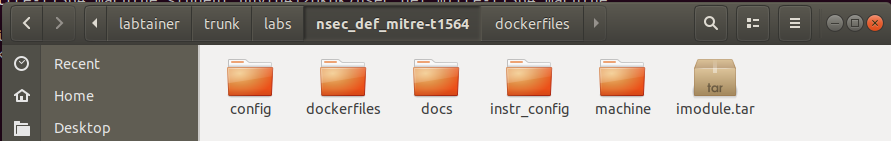 labtainer trunk labs nsec_def_mitre-t1564 dockerfiles
Recent
Home
Desktop
tar
config dockerfiles docs instr_config machine imodule.tar